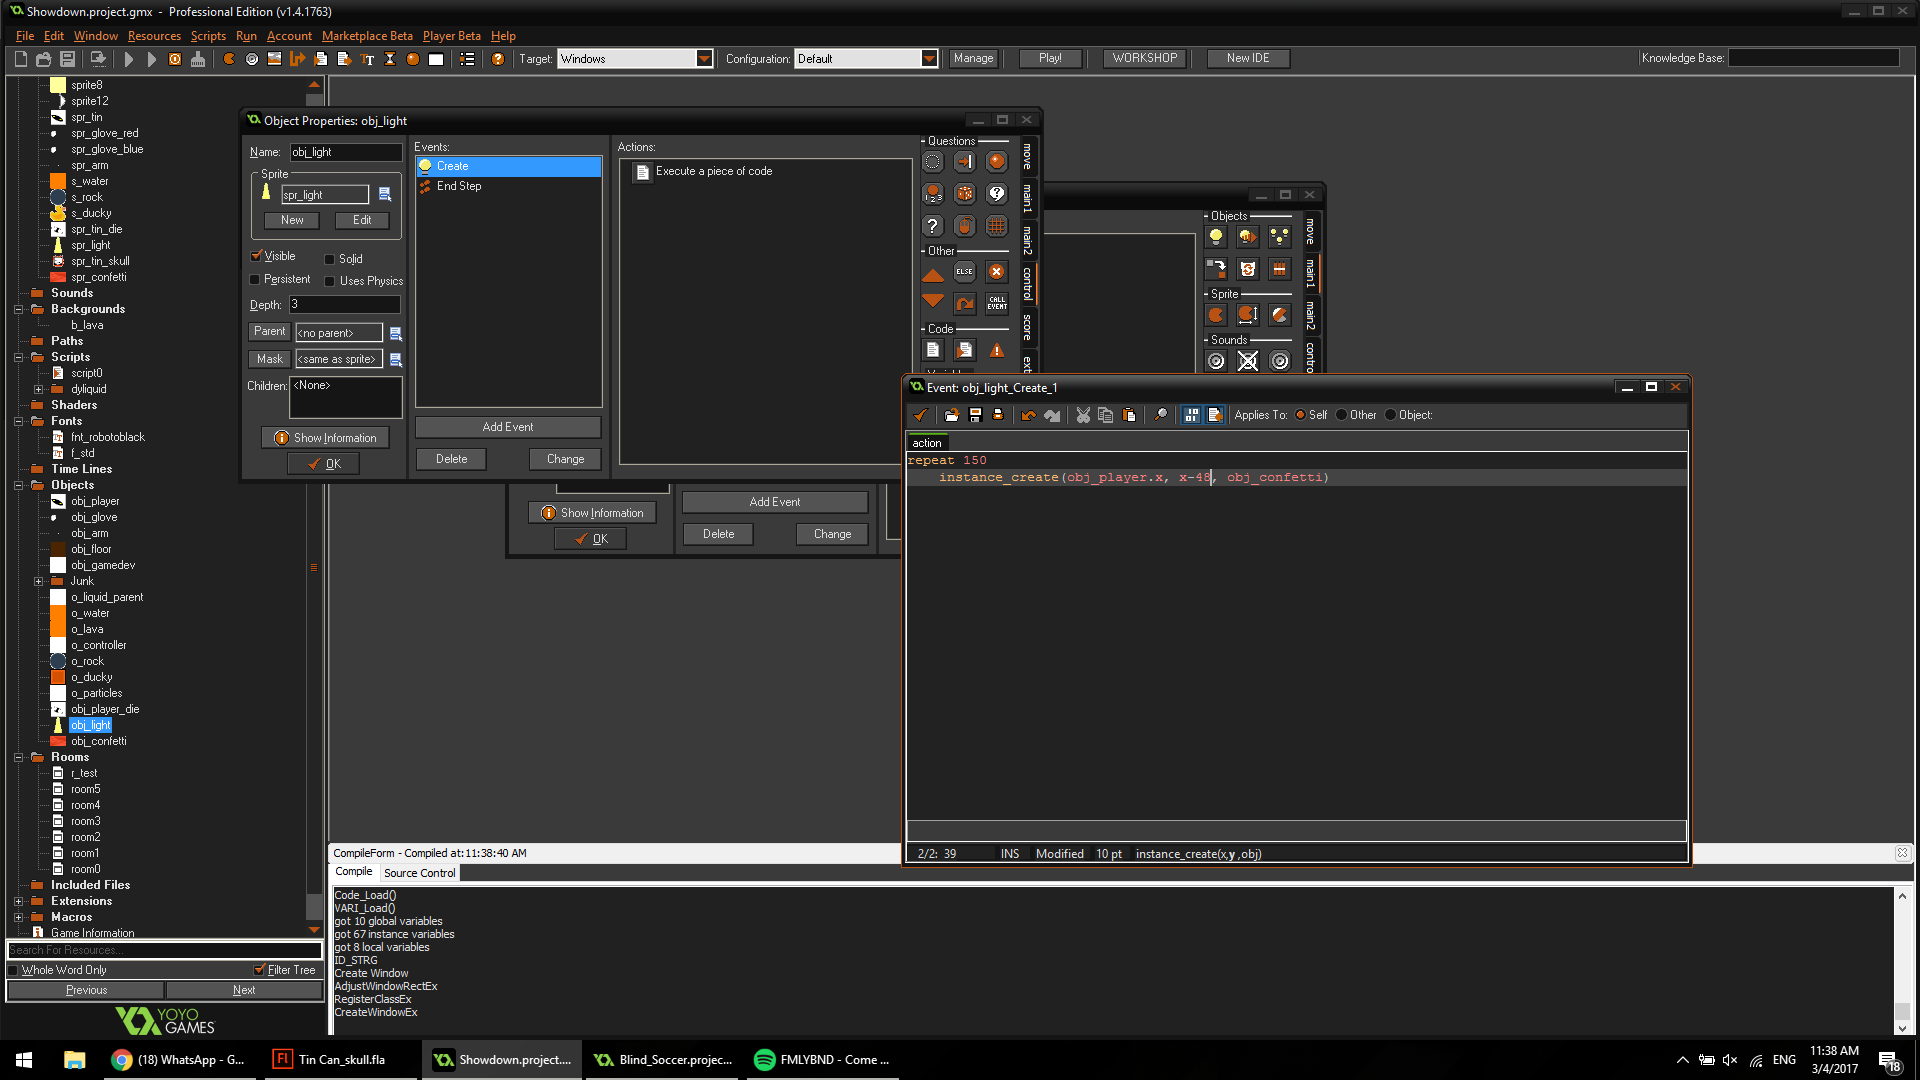 Showdown.project.gmx - Professional Edition (v1.4.1763)
File Edit Window Resources Scripts Run Account Marketplace Beta Player Beta Help
Target: Windows Configuration: Default Manage Play! WORKSHOP New IDE Knowledge Base:
sprite8
sprite12
spr_tin
spr_glove_red
spr_glove_blue
spr_arm
s_water
s_rock
s_ducky
spr_tin_die
spr_light
spr_tin_skull
spr_confetti
Sounds
Backgrounds
b_lava
Paths
Scripts
script0
dyliquid
Shaders
Fonts
fnt_robotoblack
f_std
Time Lines
Objects
obj_player
obj_glove
obj_arm
obj_floor
obj_gamedev
Junk
o_liquid_parent
o_water
o_lava
o_controller
o_rock
o_ducky
o_particles
obj_player_die
obj_light
obj_confetti
Rooms
r_test
room5
room4
room3
room2
room1
room0
Included Files
Extensions
Macros
Game Information
Search For Resources...
Whole Word Only Filter Tree
Previous Next
YOYO GAMES
Object Properties: obj_light
Name: obj_light
Sprite
spr_light
New Edit
Visible Solid
Persistent Uses Physics
Depth: 3
Parent <no parent>
Mask <same as sprite>
Children: <None>
Show Information
OK
Events:
Create
End Step
Add Event
Delete Change
Actions:
Execute a piece of code
Questions
Other
ELSE
CALL EVENT
Code
move
main1
main2
control
score
Objects
Sprite
Sounds
move
main1
main2
Show Information
OK
Add Event
Delete Change
Event: obj_light_Create_1
Applies To: Self Other Object:
action
repeat 150
instance_create(obj_player.x, x-48, obj_confetti)
2/2: 39 INS Modified 10 pt instance_create(x,y ,obj)
CompileForm - Compiled at:11:38:40 AM
Compile Source Control
Code_Load()
VARI_Load()
got 10 global variables
got 67 instance variables
got 8 local variables
ID_STRG
Create Window
AdjustWindowRectEx
RegisterClassEx
CreateWindowEx
(18) WhatsApp - G...
Tin Can_skull.fla
Showdown.project....
Blind_Soccer.projec...
FMLYBND - Come ...
ENG
11:38 AM
3/4/2017
18